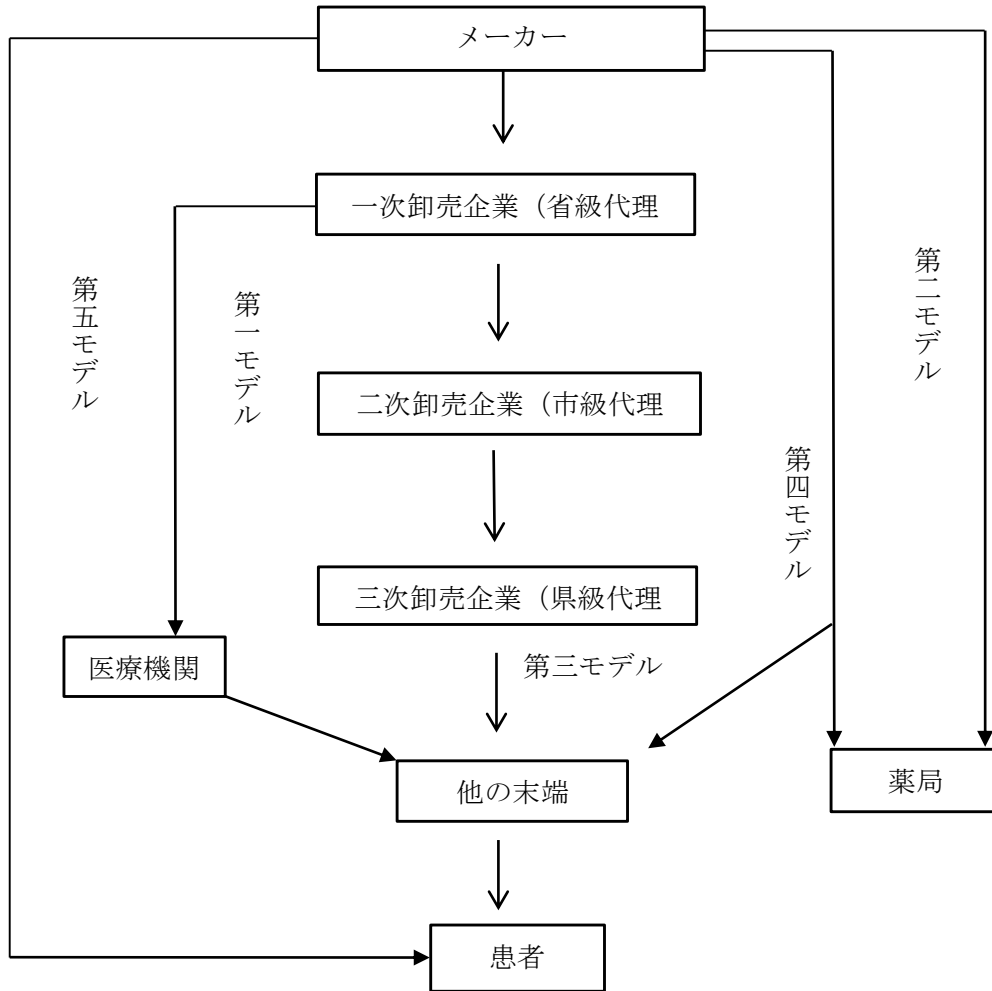 メーカー
一次卸売企業（省級代理
第五モデル
第一モデル
第二モデル
二次卸売企業（市級代理
第四モデル
三次卸売企業（県級代理
医療機関
第三モデル
他の末端
薬局
患者